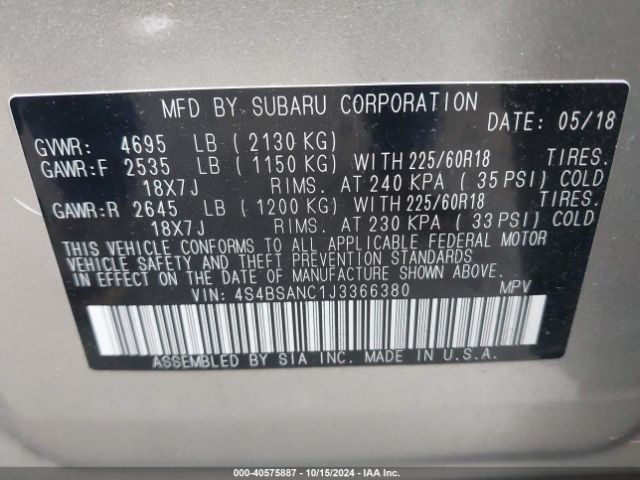 MFD BY SUBARU CORPORATION
DATE: 05/18
GVWR: 4695 LB ( 2130 KG)
GAWR:F 2535 LB ( 1150 KG) WITH 225/60R18 TIRES.
18X7J RIMS. AT 240 KPA ( 35 PSI) COLD
GAWR:R 2645 LB ( 1200 KG) WITH 225/60R18 TIRES.
18X7J RIMS. AT 230 KPA ( 33 PSI) COLD
THIS VEHICLE CONFORMS TO ALL APPLICABLE FEDERAL MOTOR
VEHICLE SAFETY AND THEFT PREVENTION STANDARDS
IN EFFECT ON THE DATE OF MANUFACTURE SHOWN ABOVE.
VIN: 4S4BSANC1J3366380 MPV
ASSEMBLED BY SIA INC. MADE IN U.S.A.
000-40575887 - 10/15/2024 - IAAI.com